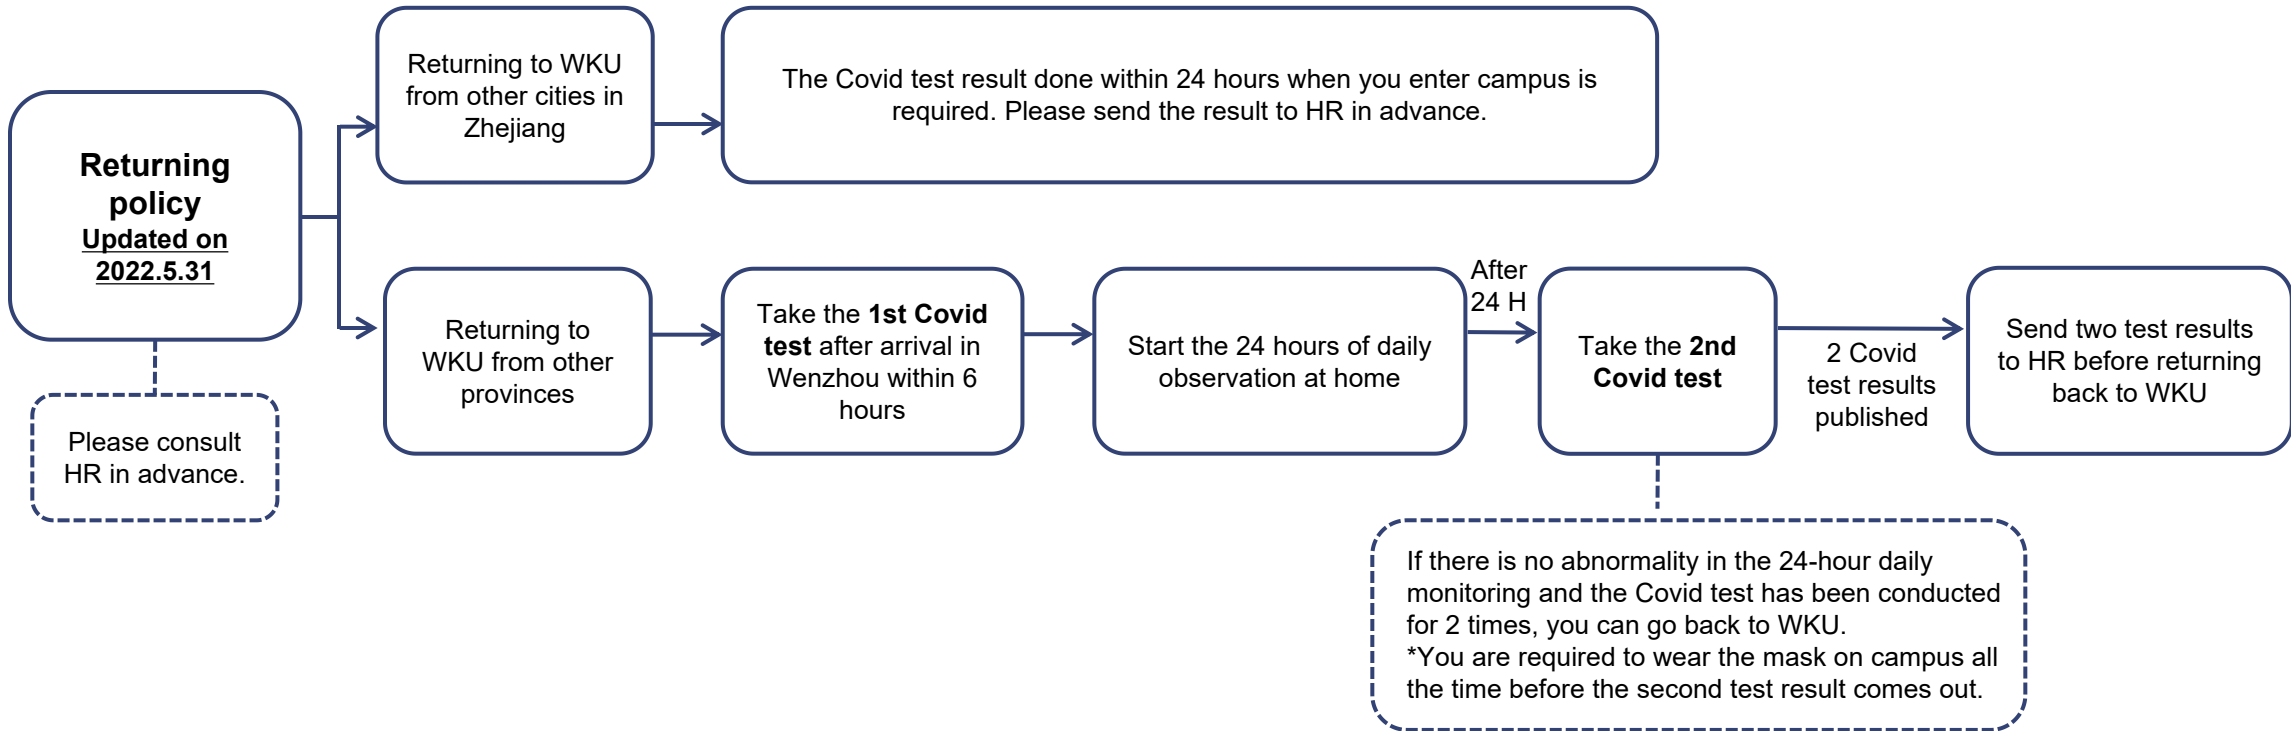 Returning
policy
Updated on
2022.5.31
Please consult
HR in advance.
Returning to WKU
from other cities in
Zhejiang
The Covid test result done within 24 hours when you enter campus is
required. Please send the result to HR in advance.
Returning to
WKU from other
provinces
Take the 1st Covid
test after arrival in
Wenzhou within 6
hours
Start the 24 hours of daily
observation at home
After
24 H
Take the 2nd
Covid test
2 Covid
test results
published
Send two test results
to HR before returning
back to WKU
If there is no abnormality in the 24-hour daily
monitoring and the Covid test has been conducted
for 2 times, you can go back to WKU.
*You are required to wear the mask on campus all
the time before the second test result comes out.